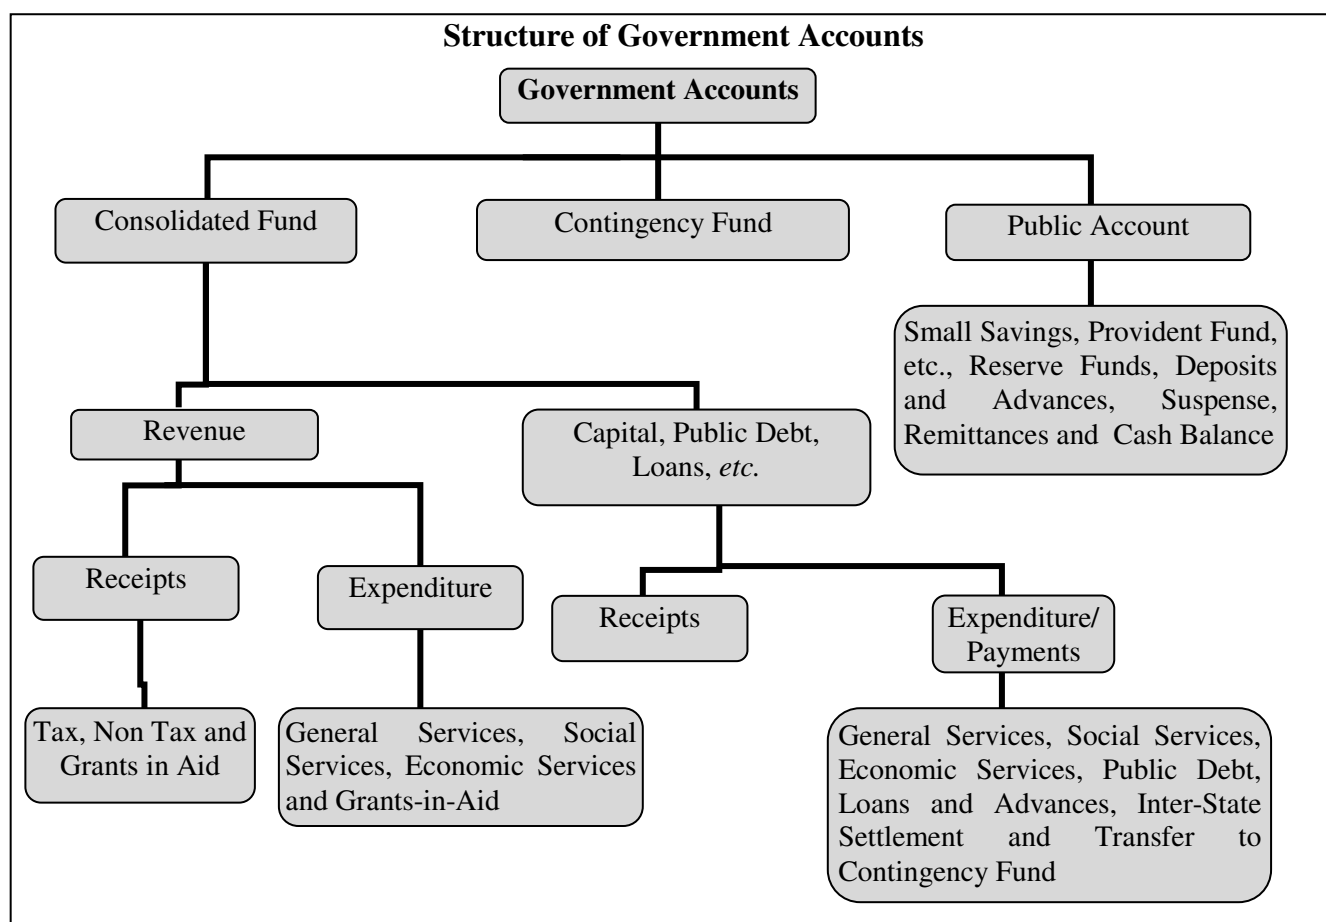 Structure of Government Accounts
Government Accounts
Consolidated Fund
Contingency Fund
Public Account
Small Savings, Provident Fund,
etc., Reserve Funds, Deposits
and Advances, Suspense,
Remittances and Cash Balance
Revenue
Capital, Public Debt,
Loans, etc.
Receipts
Expenditure
Receipts
Expenditure/
Payments
Tax, Non Tax and
Grants in Aid
General Services, Social
Services, Economic Services
and Grants-in-Aid
General Services, Social Services,
Economic Services, Public Debt,
Loans and Advances, Inter-State
Settlement and Transfer to
Contingency Fund